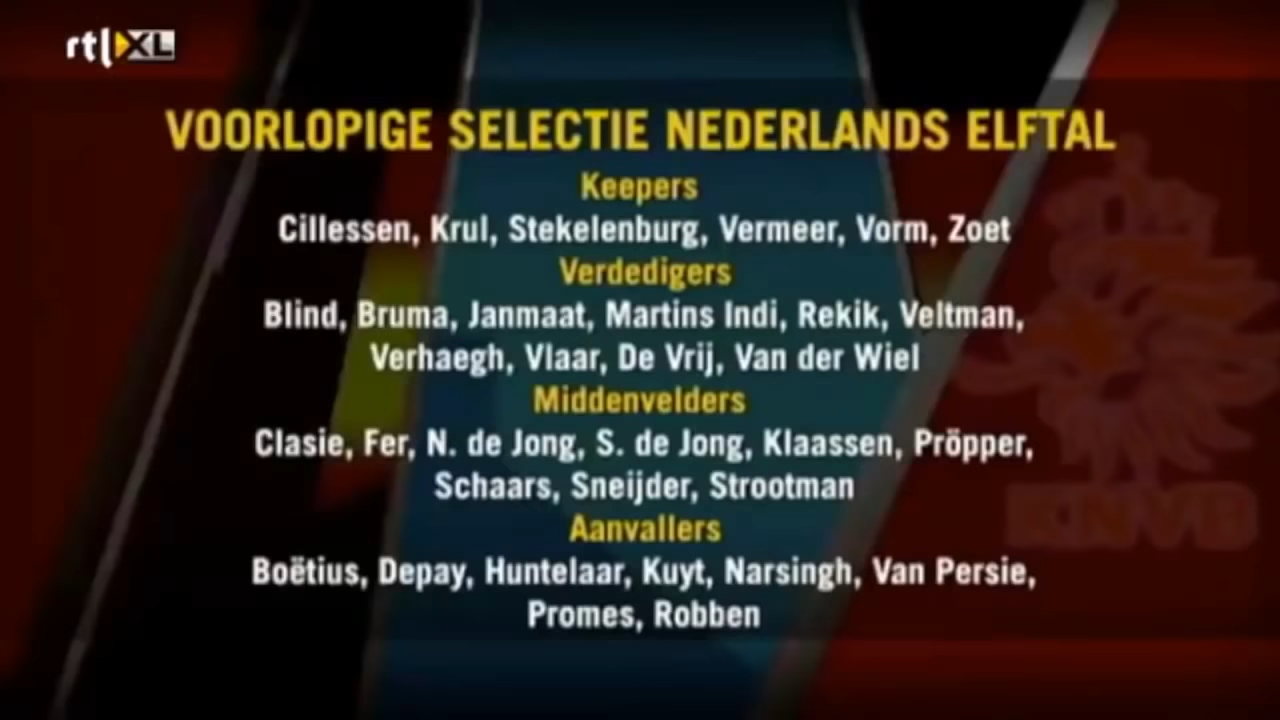 rtl XL
VOORLOPIGE SELECTIE NEDERLANDS ELFTAL
Keepers
Cillessen, Krul, Stekelenburg, Vermeer, Vorm, Zoet
Verdedigers
Blind, Bruma, Janmaat, Martins Indi, Rekik, Veltman,
Verhaegh, Vlaar, De Vrij, Van der Wiel
Middenvelders
Clasie, Fer, N. de Jong, S. de Jong, Klaassen, Pröpper,
Schaars, Sneijder, Strootman
Aanvallers
Boëtius, Depay, Huntelaar, Kuyt, Narsingh, Van Persie,
Promes, Robben
KNVB